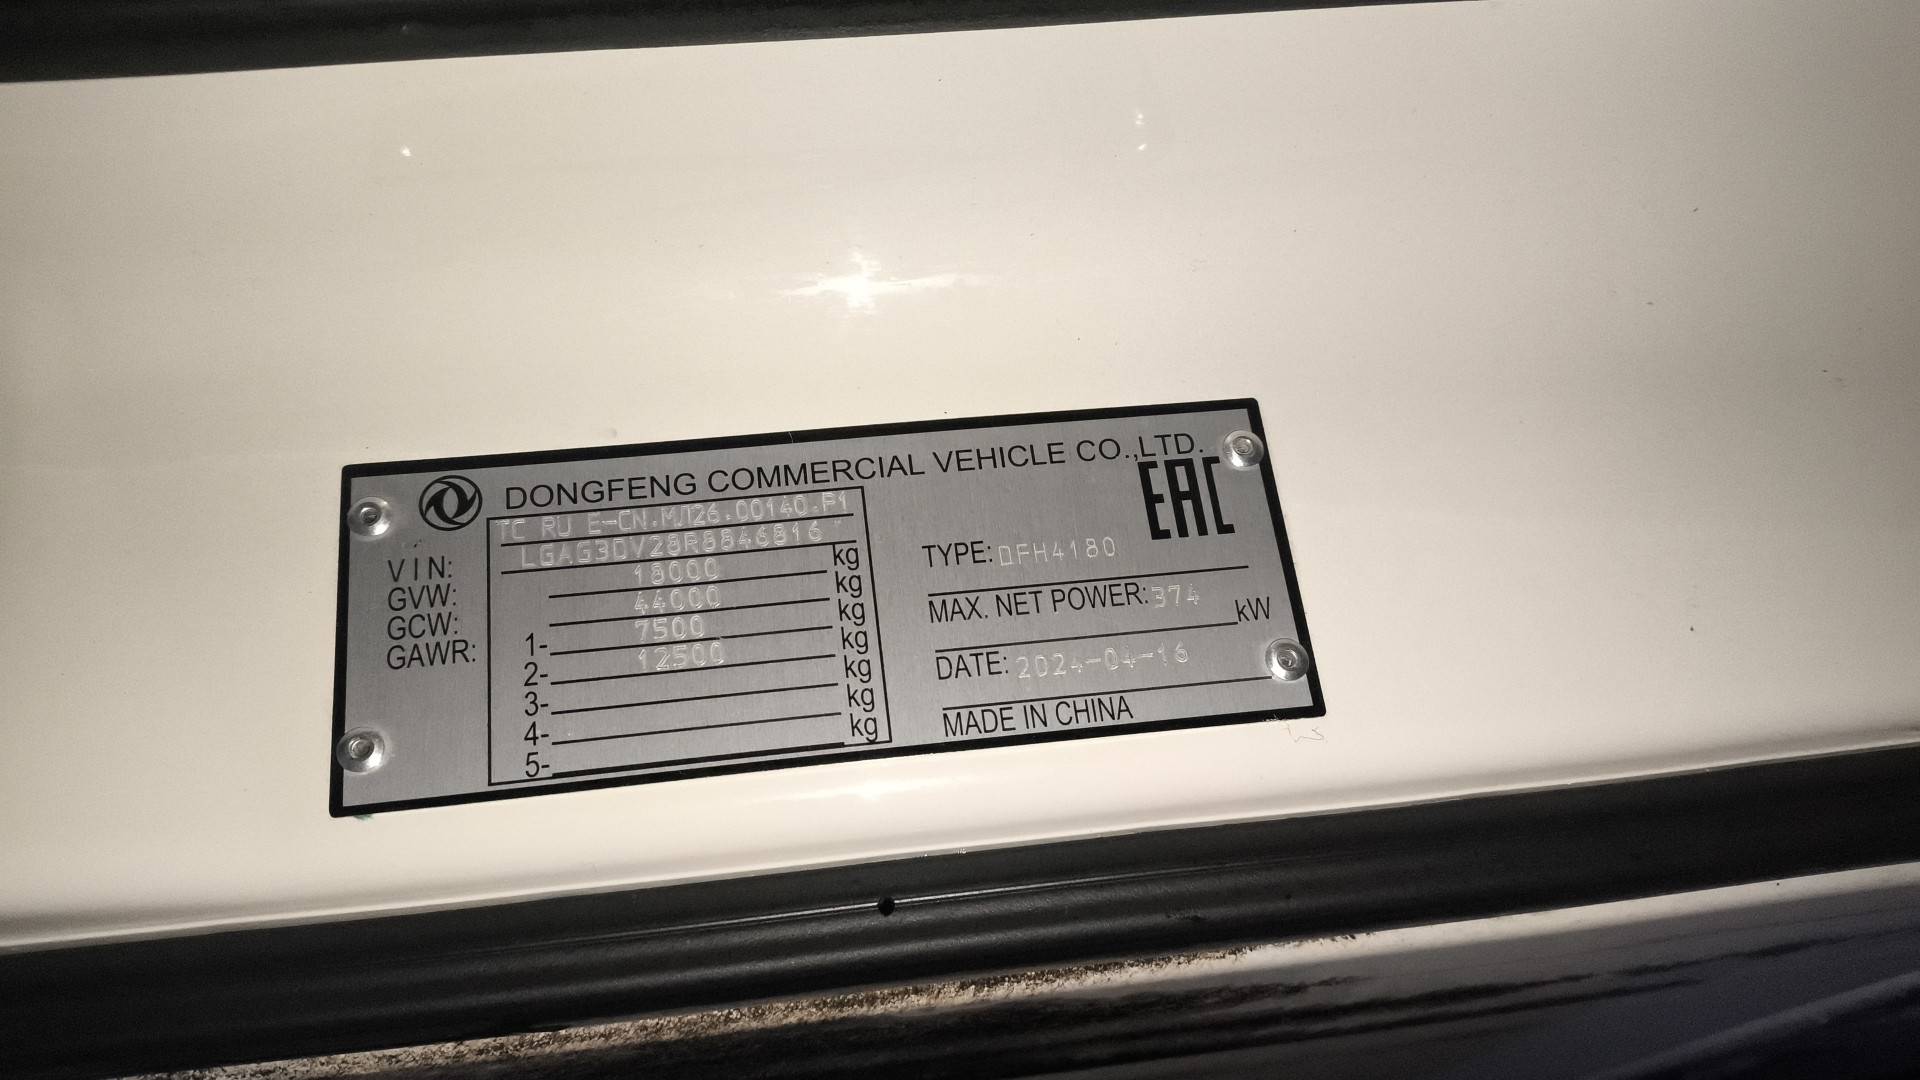 DONGFENG COMMERCIAL VEHICLE CO.,LTD.
EAC
TC RU E-CN.MJ26.00140.P1
VIN: LGAG3DV28R8846816
GVW: 18000 kg
GCW: 44000 kg
GAWR: 1- 7500 kg
2- 12500 kg
3- kg
4- kg
5- kg
TYPE: DFH4180
MAX. NET POWER: 374 kW
DATE: 2024-04-16
MADE IN CHINA